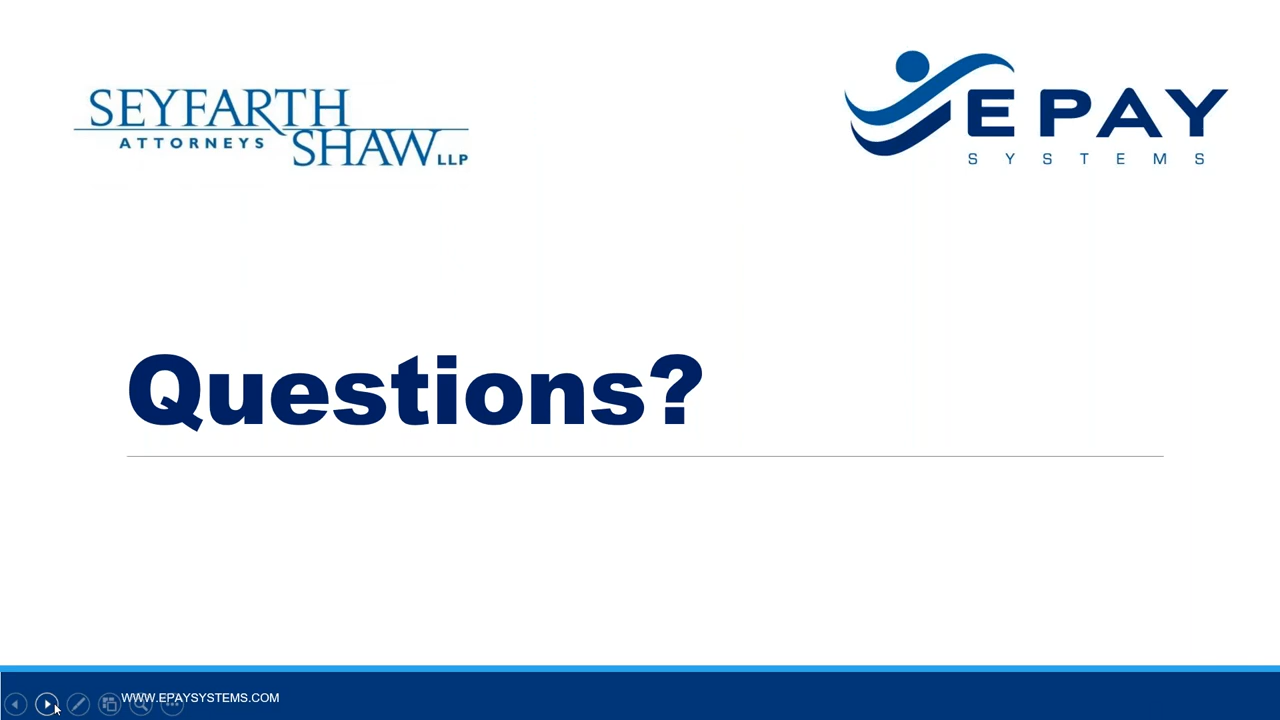 SEYFARTH
ATTORNEYS
SHAW LLP
EPAY
SYSTEMS
Questions?
WWW.EPAYSYSTEMS.COM